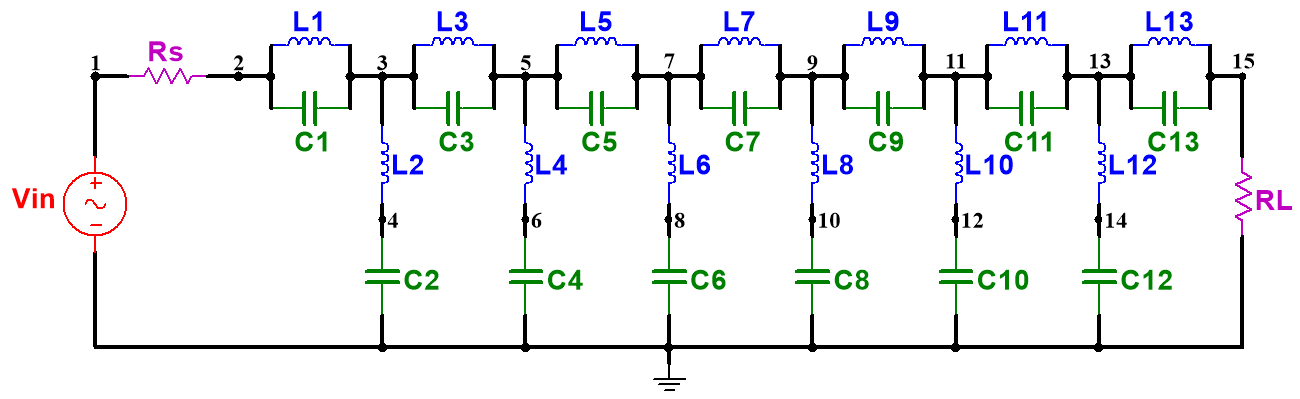 L1 L3 L5 L7 L9 L11 L13
Rs
1 2 3 5 7 9 11 13 15
C1 C3 C5 C7 C9 C11 C13
L2 L4 L6 L8 L10 L12
Vin + − RL
4 6 8 10 12 14
C2 C4 C6 C8 C10 C12